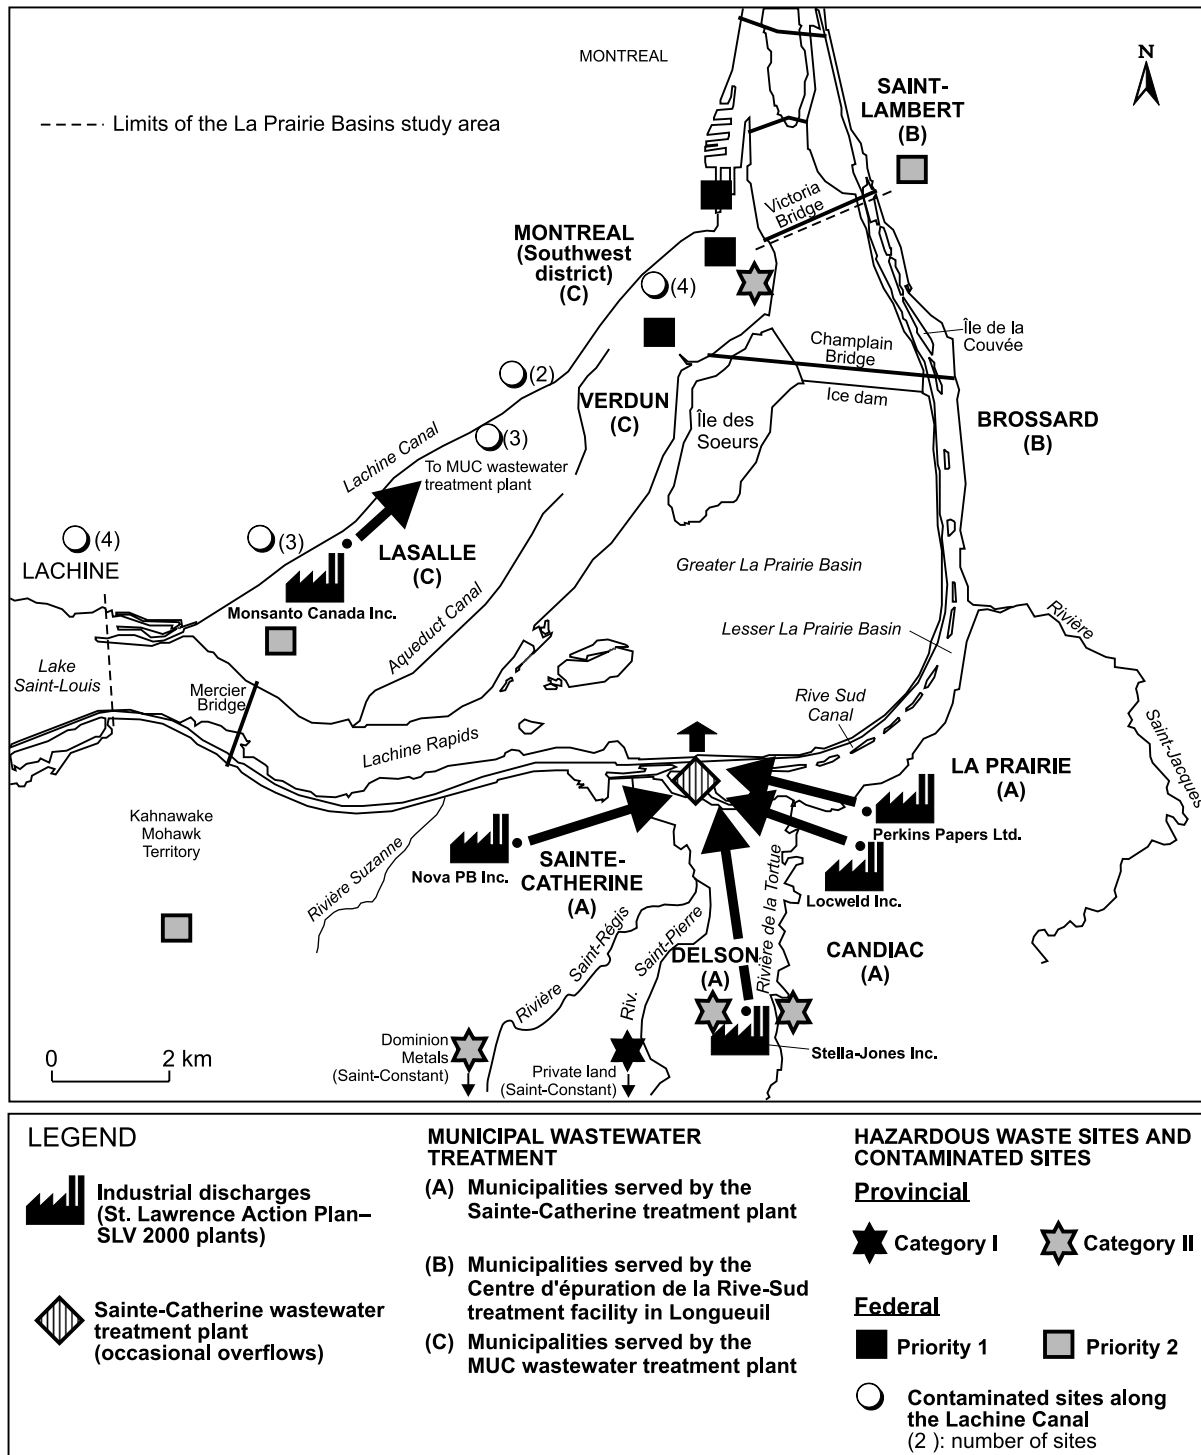 MONTREAL
N
SAINT-
LAMBERT
(B)
Limits of the La Prairie Basins study area
Victoria
Bridge
MONTREAL
(Southwest
district)
(C)
(4)
Île de la
Couvée
Champlain
Bridge
Ice dam
(2)
VERDUN
(C)
Île des
Soeurs
BROSSARD
(B)
(3)
Lachine Canal
To MUC wastewater
treatment plant
(4)
LACHINE
(3)
LASALLE
(C)
Monsanto Canada Inc.
Aqueduct Canal
Greater La Prairie Basin
Lesser La Prairie Basin
Rivière
Saint-Jacques
Lake
Saint-Louis
Mercier
Bridge
Rive Sud
Canal
Lachine Rapids
LA PRAIRIE
(A)
Kahnawake
Mohawk
Territory
Perkins Papers Ltd.
Rivière Suzanne
Nova PB Inc.
SAINTE-
CATHERINE
(A)
Locweld Inc.
Rivière de la Tortue
Rivière Saint-Régis
Riv. Saint-Pierre
DELSON
(A)
CANDIAC
(A)
0 2 km
Dominion
Metals
(Saint-Constant)
Private land
(Saint-Constant)
Stella-Jones Inc.
LEGEND
Industrial discharges
(St. Lawrence Action Plan–
SLV 2000 plants)
Sainte-Catherine wastewater
treatment plant
(occasional overflows)
MUNICIPAL WASTEWATER
TREATMENT
(A) Municipalities served by the
Sainte-Catherine treatment plant
(B) Municipalities served by the
Centre d'épuration de la Rive-Sud
treatment facility in Longueuil
(C) Municipalities served by the
MUC wastewater treatment plant
HAZARDOUS WASTE SITES AND
CONTAMINATED SITES
Provincial
Category I
Category II
Federal
Priority 1
Priority 2
Contaminated sites along
the Lachine Canal
(2 ): number of sites